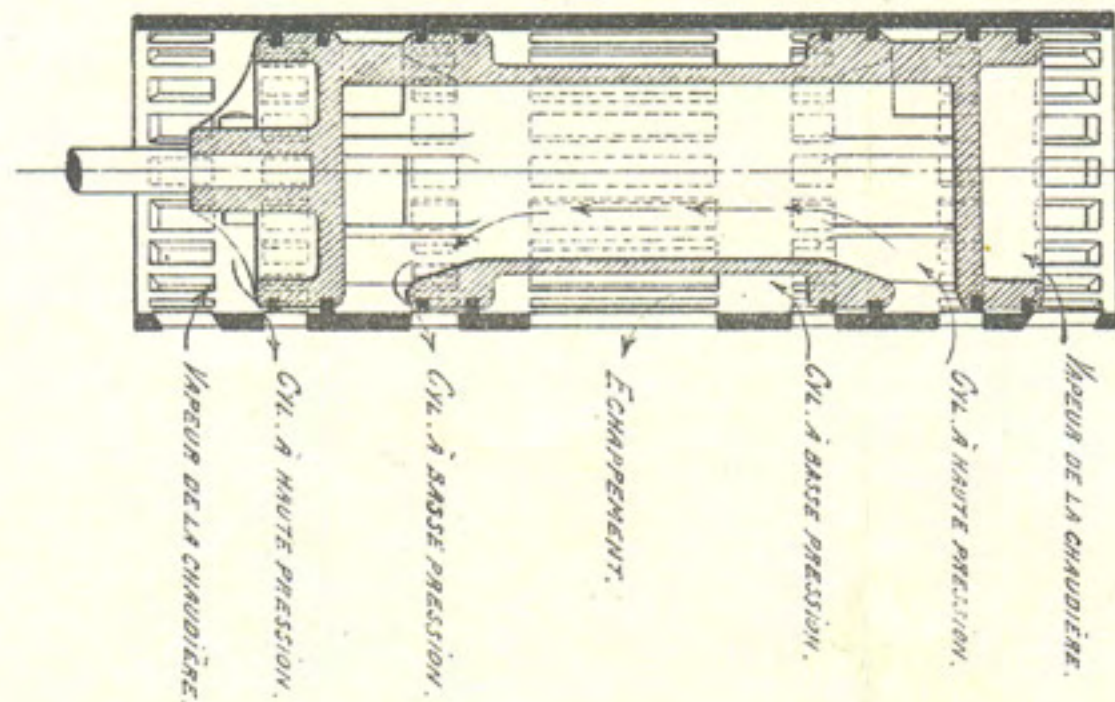 VAPEUR DE LA CHAUDIÈRE.
CYL. À HAUTE PRESSION.
CYL. À BASSE PRESSION.
ECHAPPEMENT.
CYL. À BASSE PRESSION.
CYL. À HAUTE PRESSION.
VAPEUR DE LA CHAUDIÈRE.